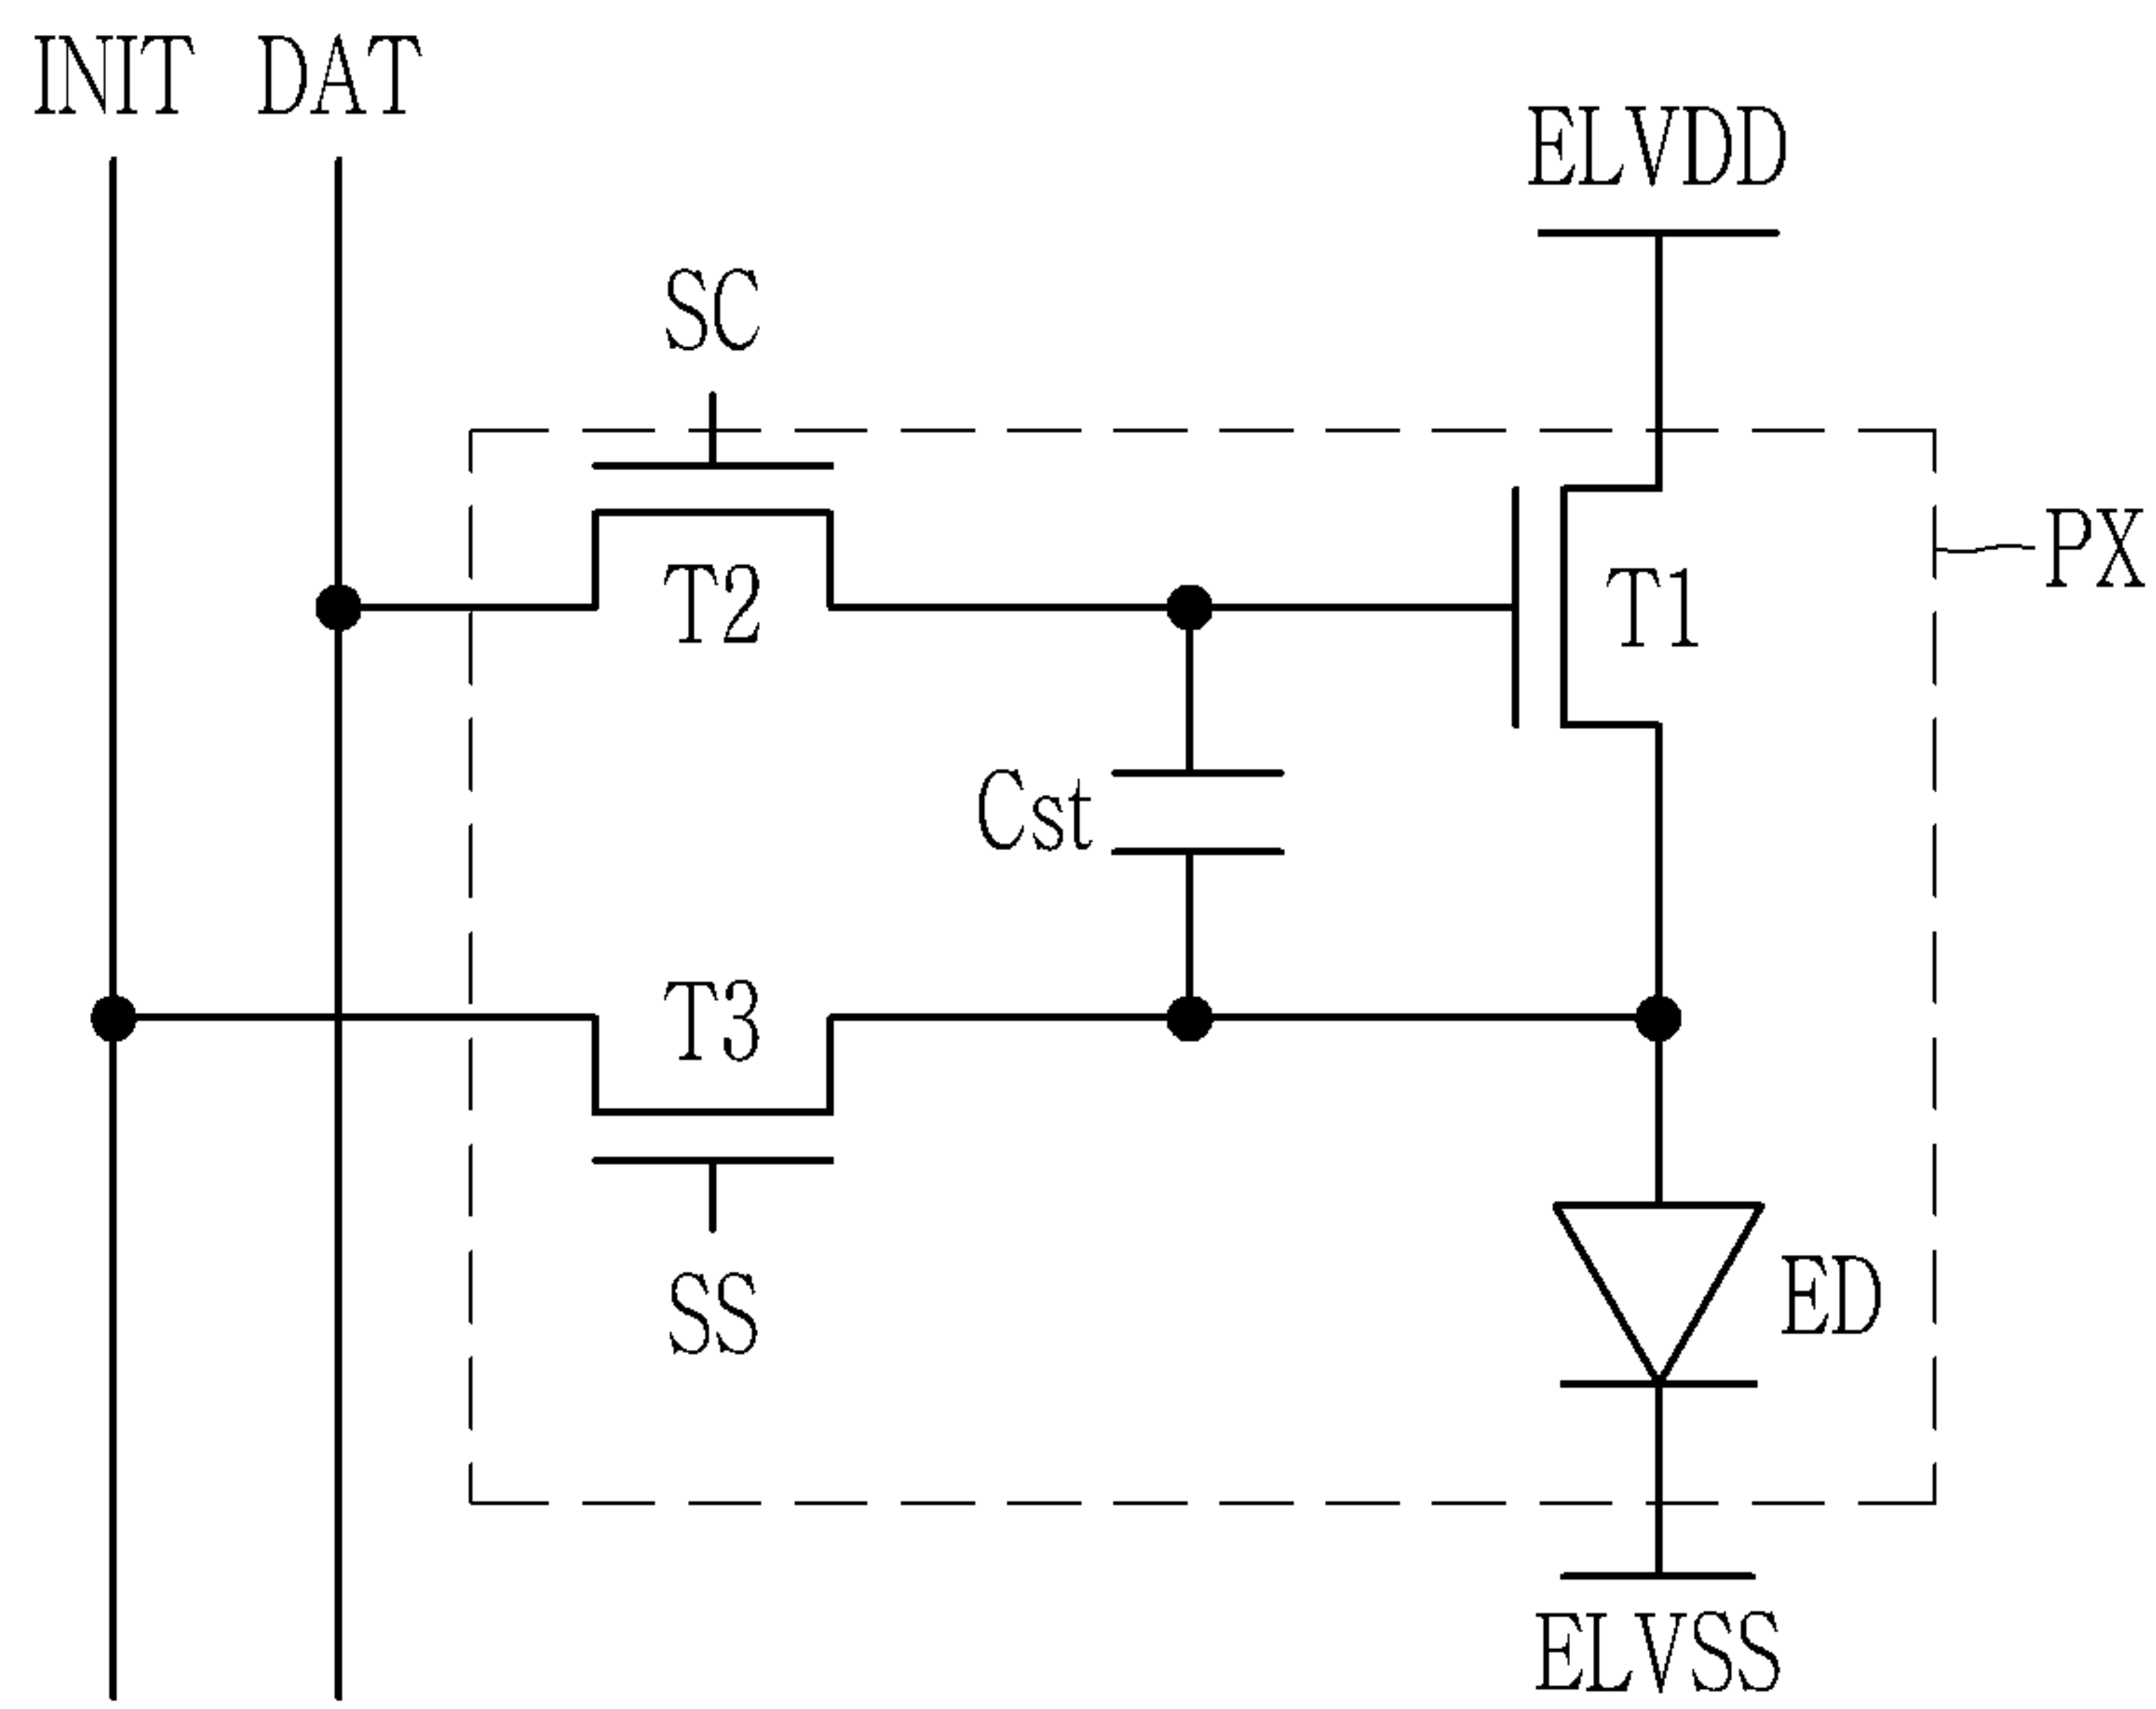 INIT DAT
ELVDD
SC
PX
T2
T1
Cst
T3
ED
SS
ELVSS